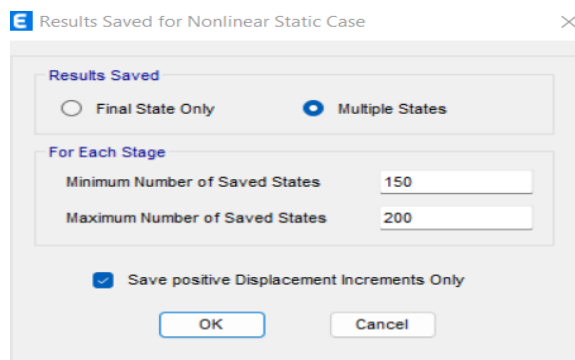 E Results Saved for Nonlinear Static Case
Results Saved
Final State Only Multiple States
For Each Stage
Minimum Number of Saved States 150
Maximum Number of Saved States 200
Save positive Displacement Increments Only
OK Cancel